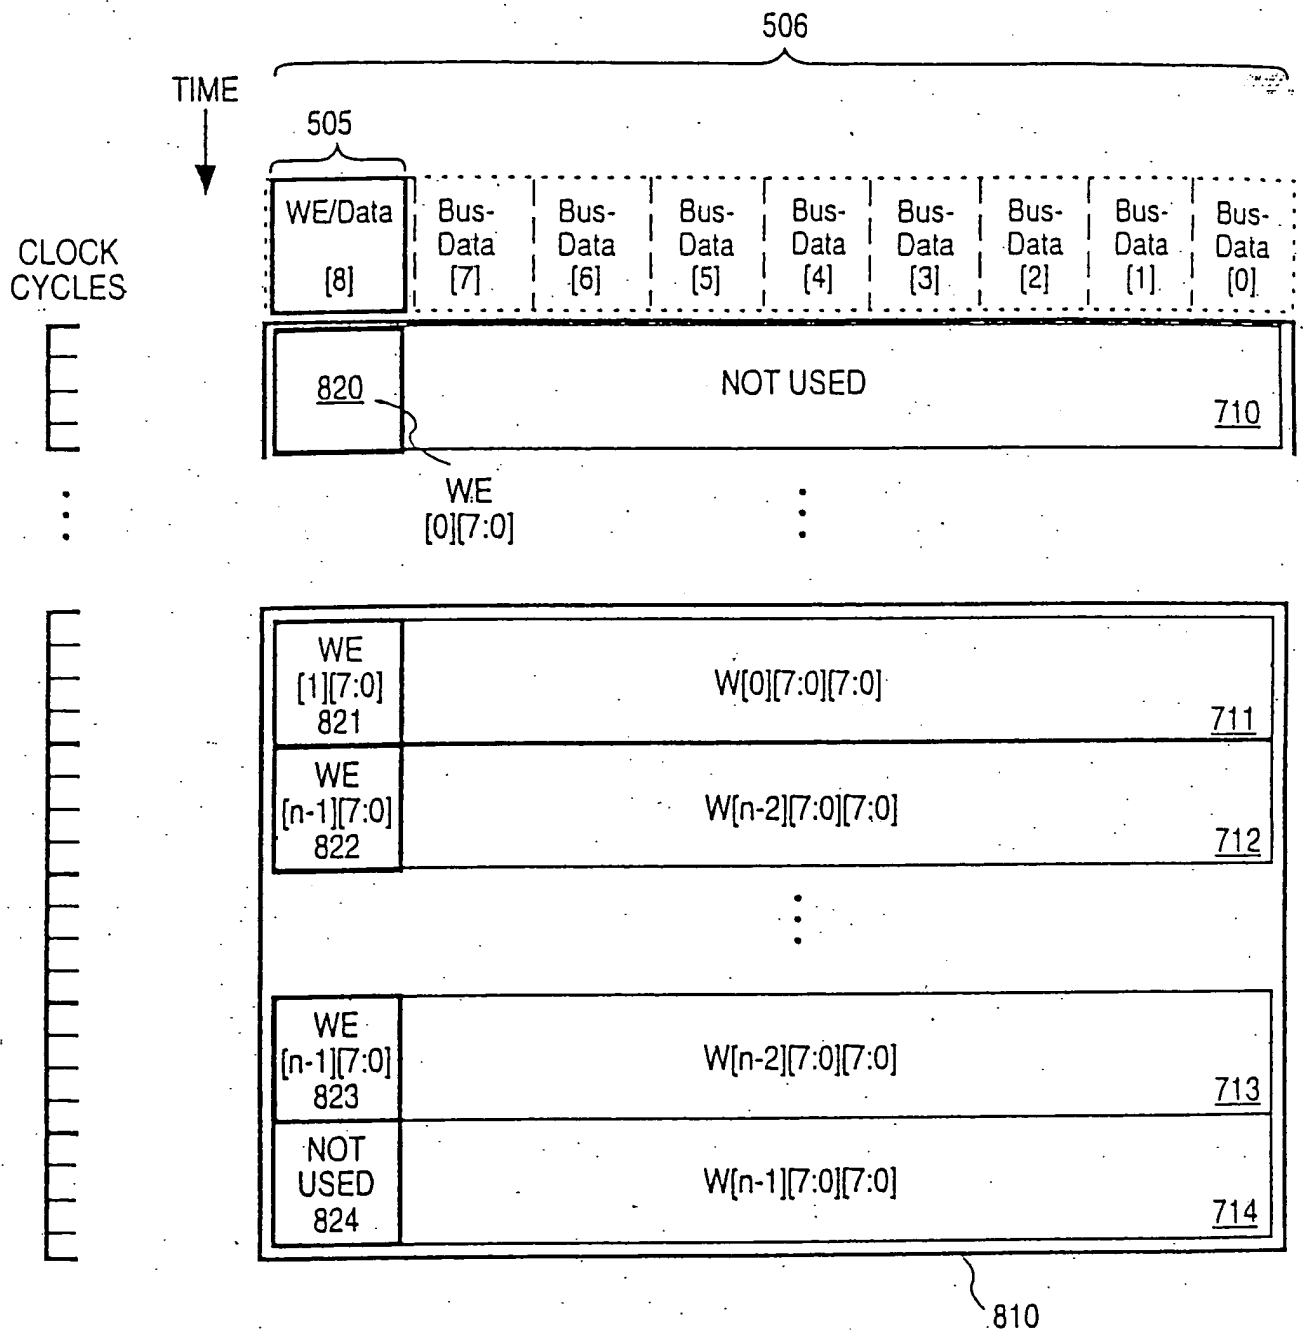 506
TIME
505
WE/Data
[8]
Bus-
Data
[7]
Bus-
Data
[6]
Bus-
Data
[5]
Bus-
Data
[4]
Bus-
Data
[3]
Bus-
Data
[2]
Bus-
Data
[1]
Bus-
Data
[0]
CLOCK
CYCLES
820
NOT USED
710
WE
[0][7:0]
WE
[1][7:0]
821
W[0][7:0][7:0]
711
WE
[n-1][7:0]
822
W[n-2][7:0][7:0]
712
WE
[n-1][7:0]
823
W[n-2][7:0][7:0]
713
NOT
USED
824
W[n-1][7:0][7:0]
714
810